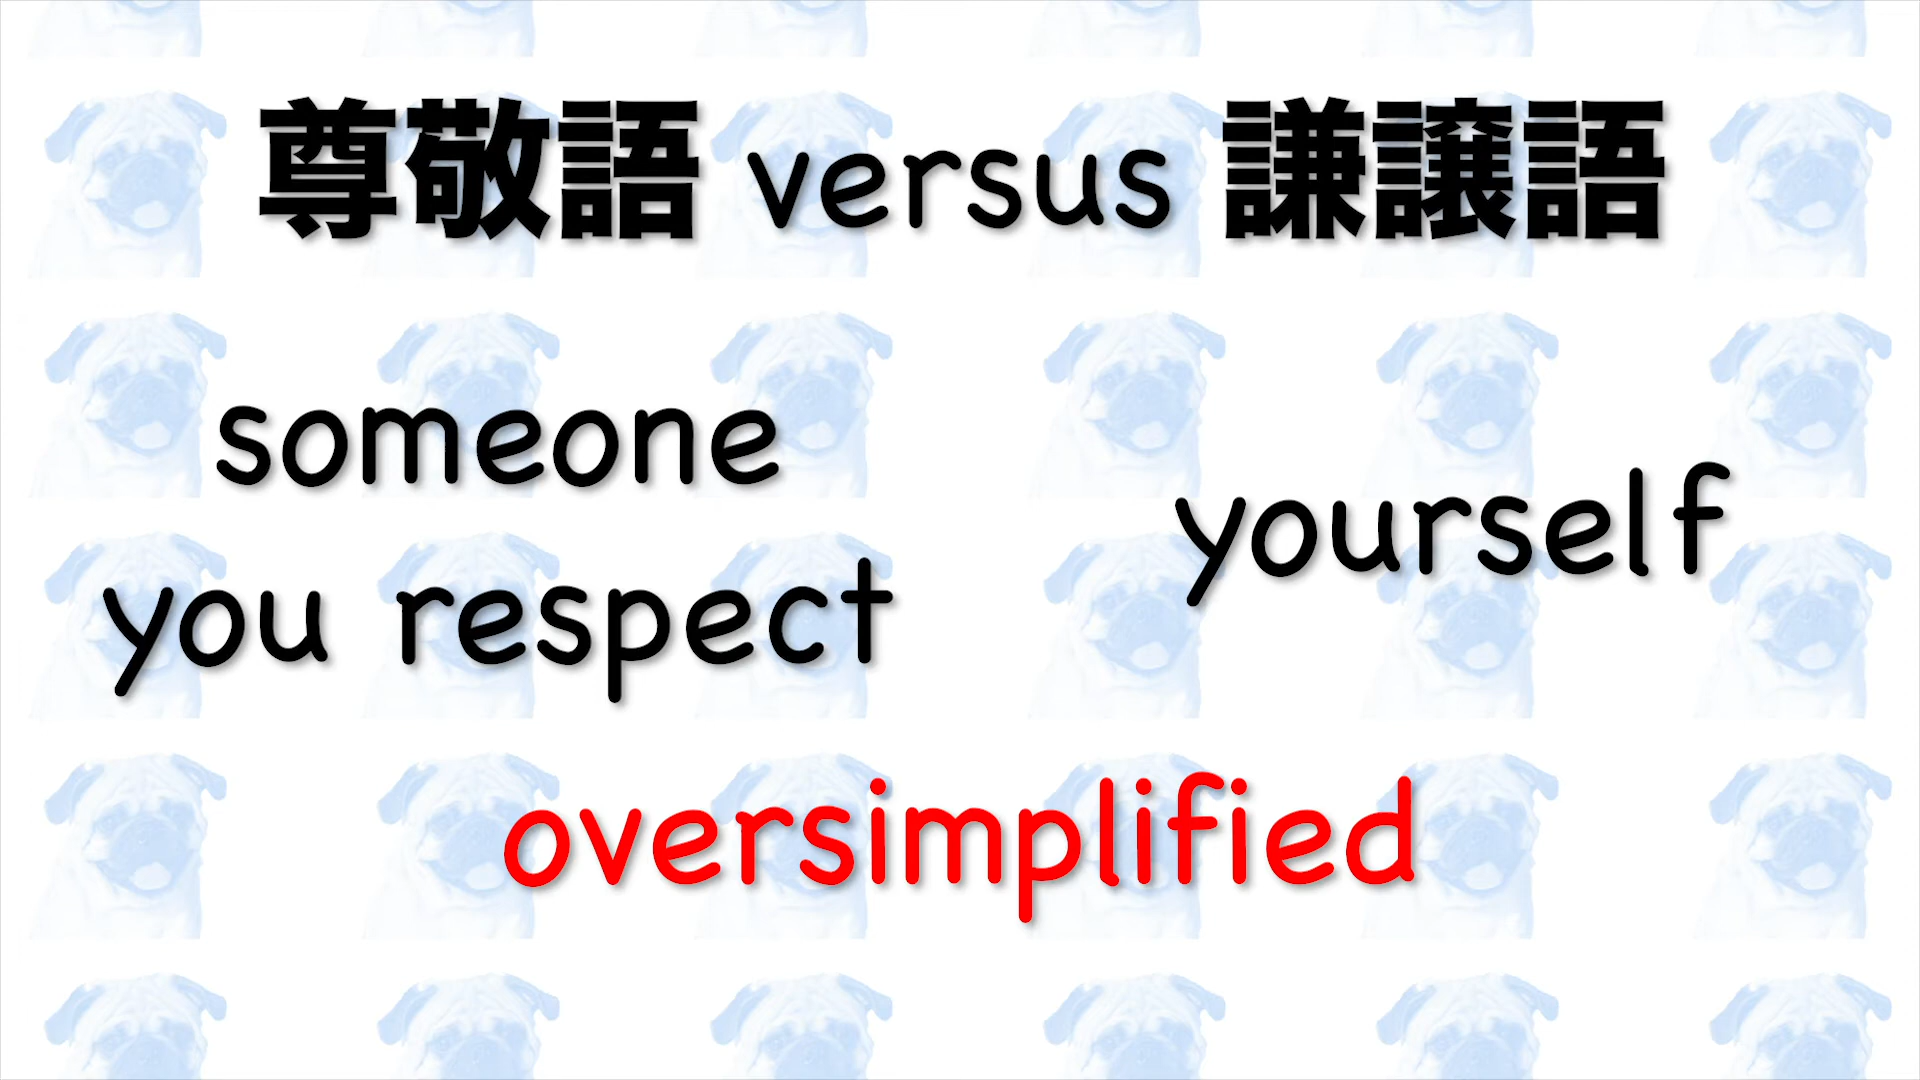 尊敬語 versus 謙譲語
someone
you respect
yourself
oversimplified